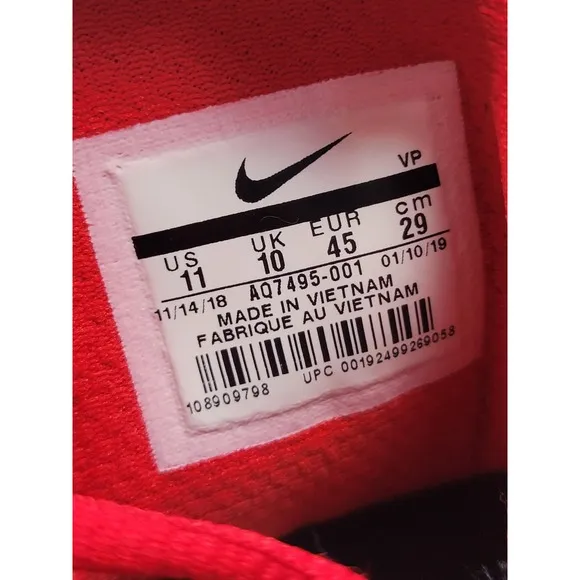 VP
US UK EUR cm
11 10 45 29
11/14/18 AQ7495-001 01/10/19
MADE IN VIETNAM
FABRIQUE AU VIETNAM
108909798 UPC 00192499269058